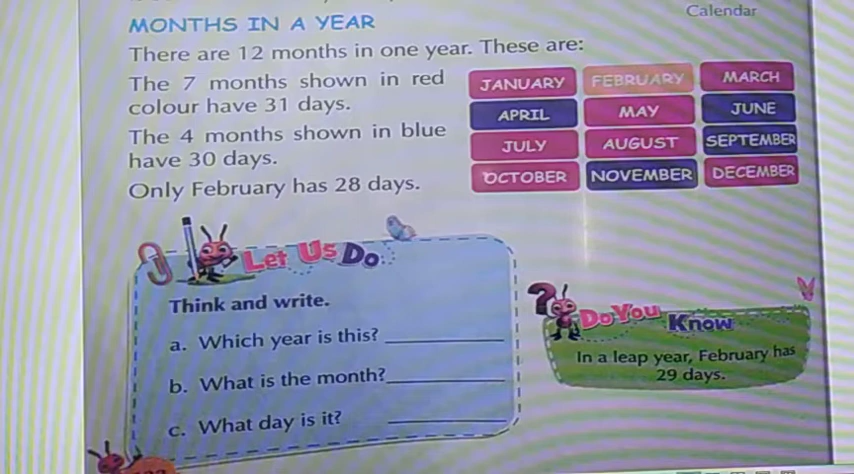 Calendar
MONTHS IN A YEAR
There are 12 months in one year. These are:
The 7 months shown in red
colour have 31 days.
The 4 months shown in blue
have 30 days.
Only February has 28 days.
JANUARY FEBRUARY MARCH
APRIL MAY JUNE
JULY AUGUST SEPTEMBER
OCTOBER NOVEMBER DECEMBER
Let Us Do
Think and write.
a. Which year is this?
b. What is the month?
c. What day is it?
Do You Know
In a leap year, February has
29 days.